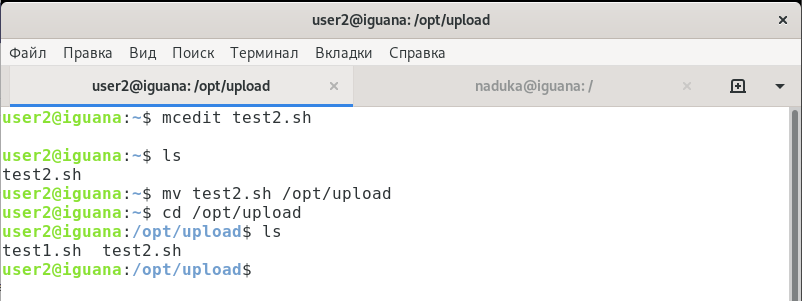 user2@iguana: /opt/upload
Файл Правка Вид Поиск Терминал Вкладки Справка
user2@iguana: /opt/upload naduka@iguana: /
user2@iguana:~$ mcedit test2.sh
user2@iguana:~$ ls
test2.sh
user2@iguana:~$ mv test2.sh /opt/upload
user2@iguana:~$ cd /opt/upload
user2@iguana:/opt/upload$ ls
test1.sh  test2.sh
user2@iguana:/opt/upload$